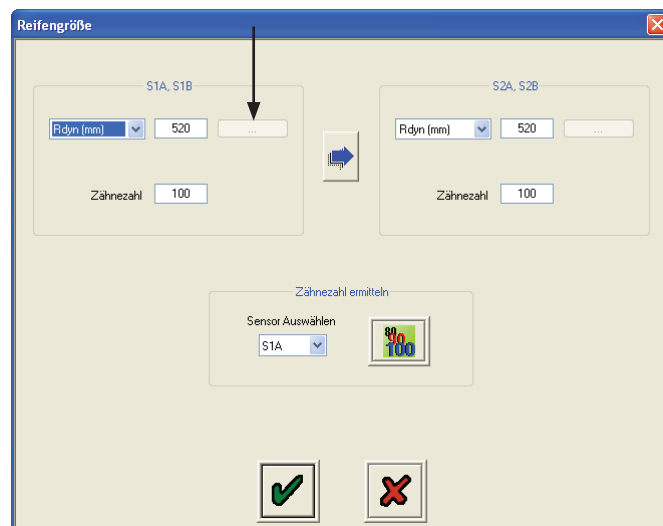 Reifengröße
S1A, S1B
Rdyn (mm) 520 ...
Zähnezahl 100
S2A, S2B
Rdyn (mm) 520 ...
Zähnezahl 100
Zähnezahl ermitteln
Sensor Auswählen
S1A
80
90
100